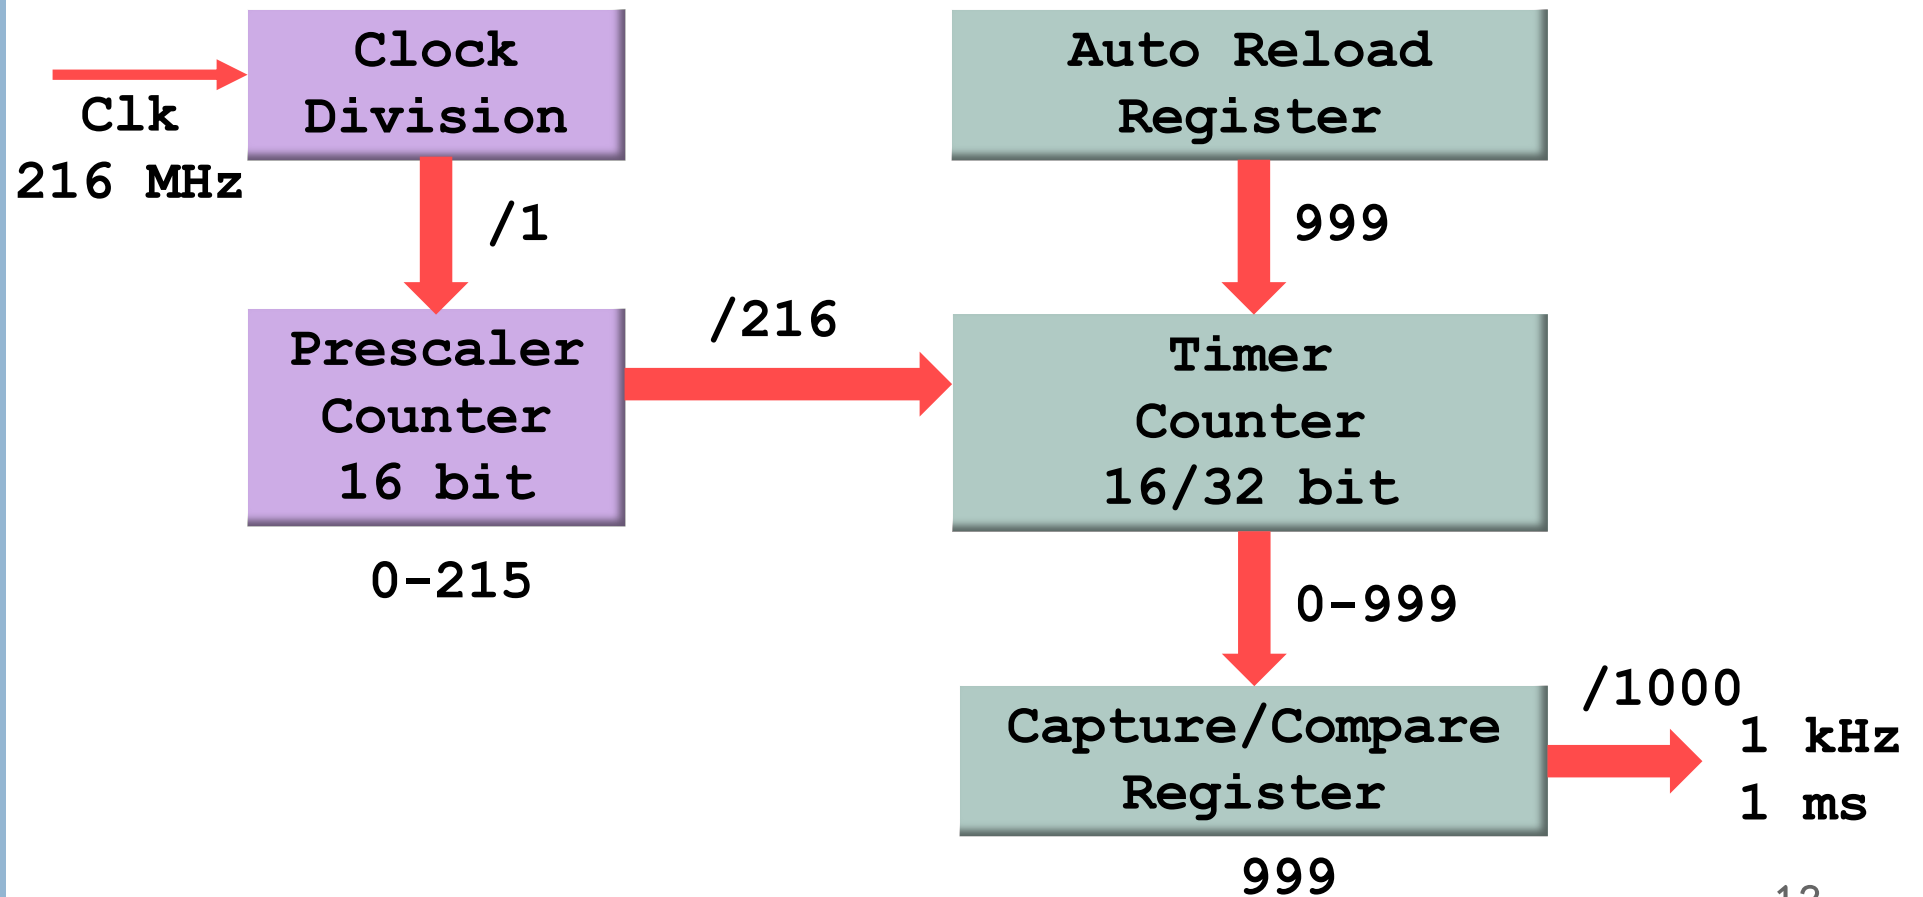 Clock
Division
Clk
216 MHz
/1
Prescaler
Counter
16 bit
0-215
/216
Auto Reload
Register
999
Timer
Counter
16/32 bit
0-999
Capture/Compare
Register
999
/1000
1 kHz
1 ms